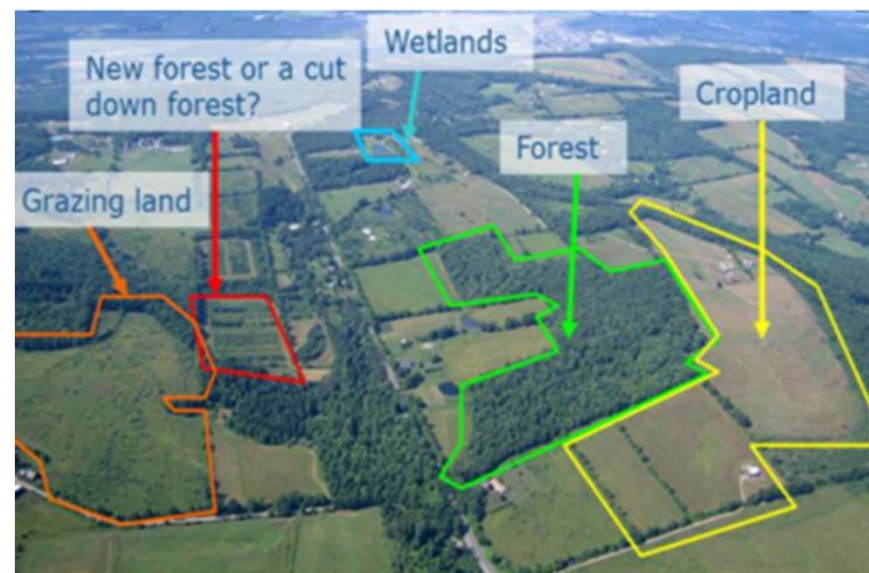 Wetlands
New forest or a cut
down forest?
Cropland
Forest
Grazing land